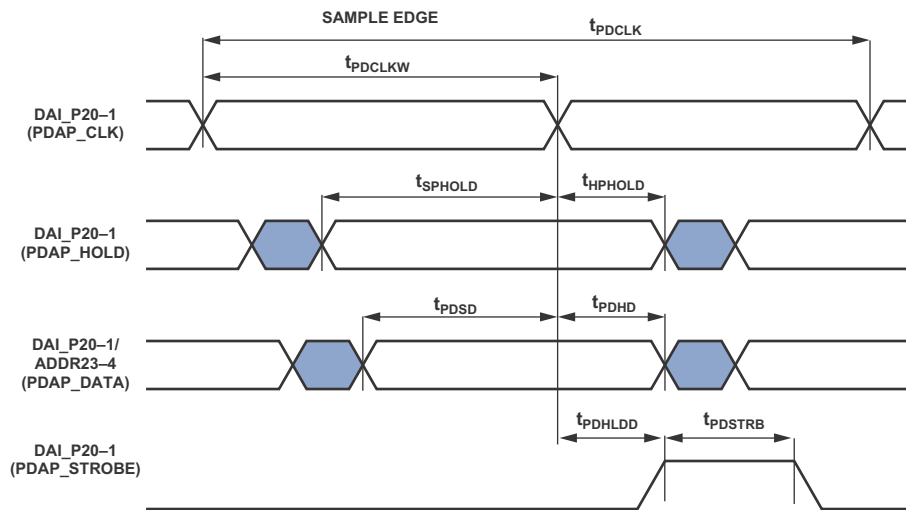 SAMPLE EDGE
tPDCLK
tPDCLKW
DAI_P20–1
(PDAP_CLK)
tSPHOLD
tHPHOLD
DAI_P20–1
(PDAP_HOLD)
tPDSD
tPDHD
DAI_P20–1/
ADDR23–4
(PDAP_DATA)
tPDHLDD
tPDSTRB
DAI_P20–1
(PDAP_STROBE)